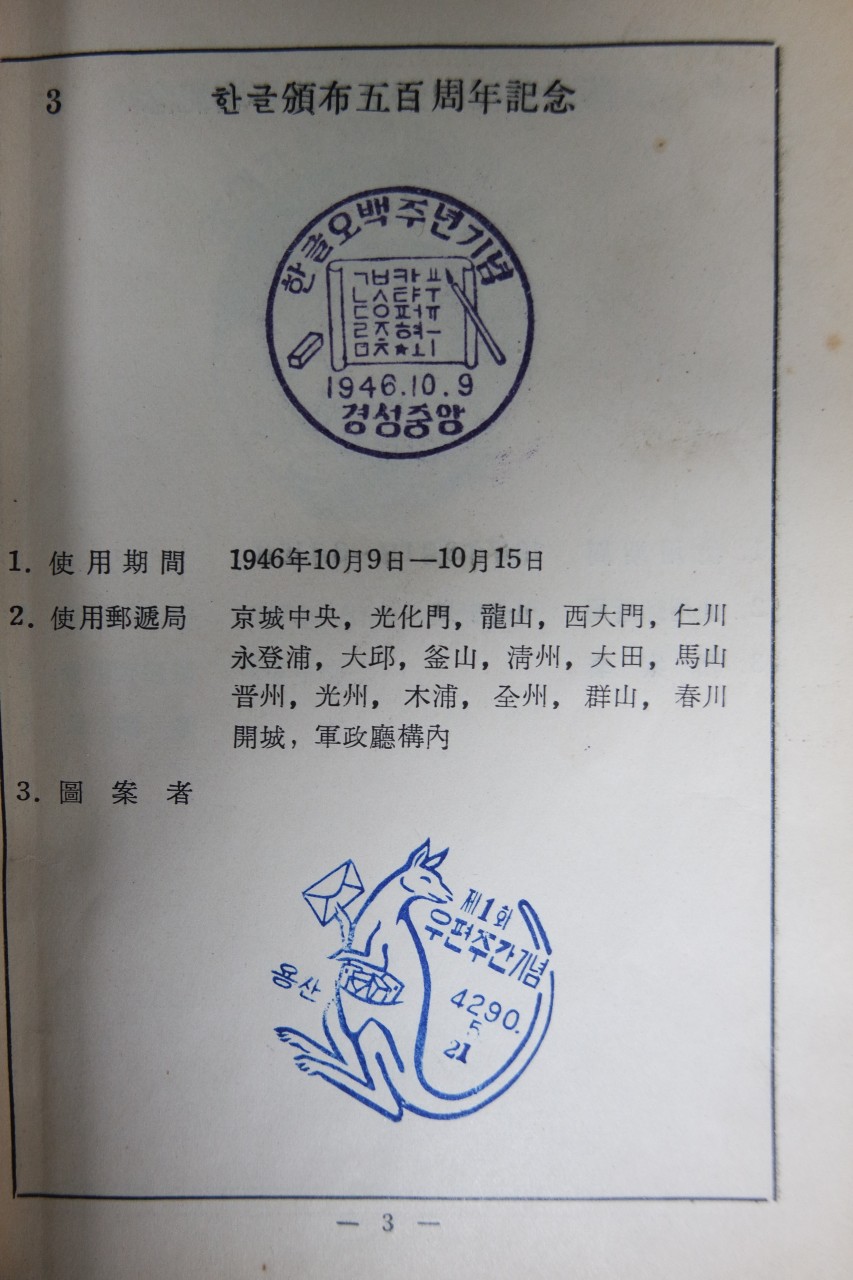 3 한글頒布五百周年記念
한글오백주년기념
ㄱㅂ카ㅛ
ㄴㅅ탸ㅜ
ㄷㅇ퍼ㅠ
ㄹㅈ혀ㅡ
ㅁㅊ★ㅗㅣ
1946.10.9
경성중앙
1. 使用期間 1946年10月9日—10月15日
2. 使用郵遞局 京城中央, 光化門, 龍山, 西大門, 仁川
永登浦, 大邱, 釜山, 淸州, 大田, 馬山
晋州, 光州, 木浦, 全州, 群山, 春川
開城, 軍政廳構內
3. 圖案者
제1회
우편주간기념
용산
4290.
5
21
— 3 —